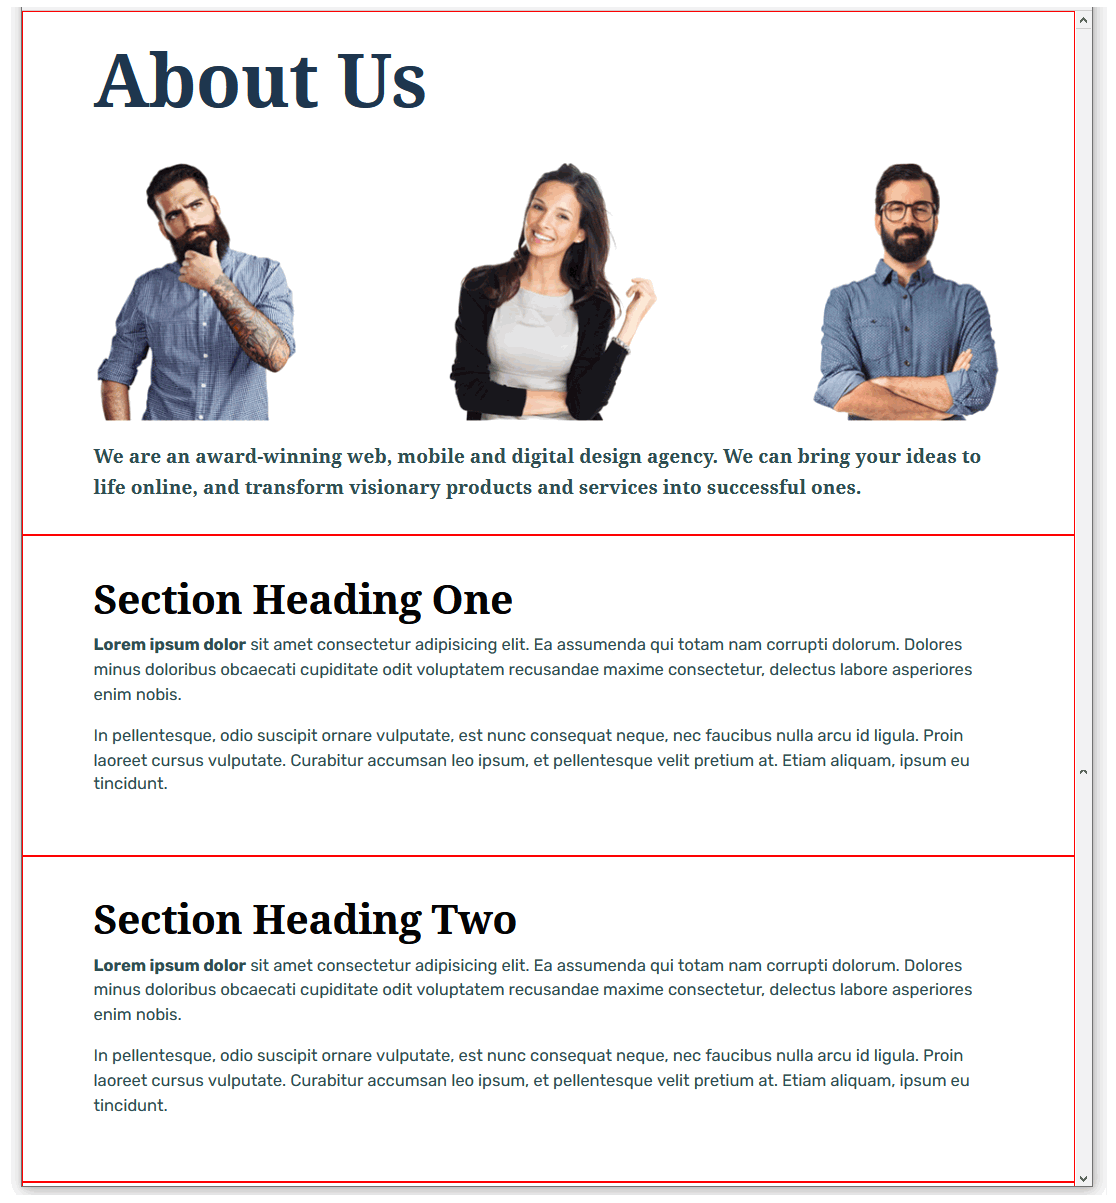 About Us
We are an award-winning web, mobile and digital design agency. We can bring your ideas to
life online, and transform visionary products and services into successful ones.
Section Heading One
Lorem ipsum dolor sit amet consectetur adipisicing elit. Ea assumenda qui totam nam corrupti dolorum. Dolores
minus doloribus obcaecati cupiditate odit voluptatem recusandae maxime consectetur, delectus labore asperiores
enim nobis.
In pellentesque, odio suscipit ornare vulputate, est nunc consequat neque, nec faucibus nulla arcu id ligula. Proin
laoreet cursus vulputate. Curabitur accumsan leo ipsum, et pellentesque velit pretium at. Etiam aliquam, ipsum eu
tincidunt.
Section Heading Two
Lorem ipsum dolor sit amet consectetur adipisicing elit. Ea assumenda qui totam nam corrupti dolorum. Dolores
minus doloribus obcaecati cupiditate odit voluptatem recusandae maxime consectetur, delectus labore asperiores
enim nobis.
In pellentesque, odio suscipit ornare vulputate, est nunc consequat neque, nec faucibus nulla arcu id ligula. Proin
laoreet cursus vulputate. Curabitur accumsan leo ipsum, et pellentesque velit pretium at. Etiam aliquam, ipsum eu
tincidunt.